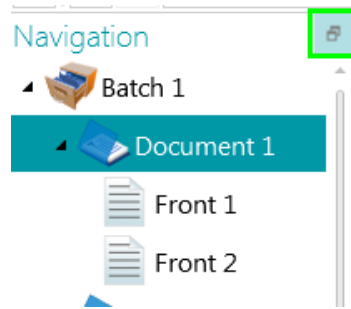 Navigation
Batch 1
Document 1
Front 1
Front 2